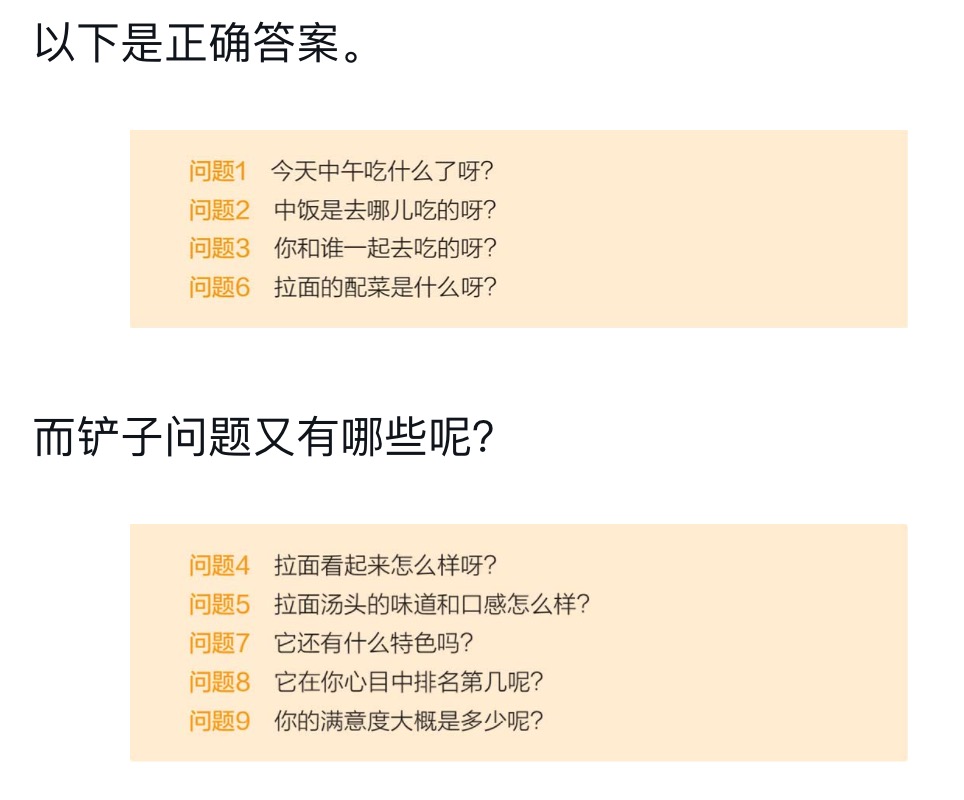 以下是正确答案。
问题1 今天中午吃什么了呀？
问题2 中饭是去哪儿吃的呀？
问题3 你和谁一起去吃的呀？
问题6 拉面的配菜是什么呀？
而铲子问题又有哪些呢？
问题4 拉面看起来怎么样呀？
问题5 拉面汤头的味道和口感怎么样？
问题7 它还有什么特色吗？
问题8 它在你心目中排名第几呢？
问题9 你的满意度大概是多少呢？